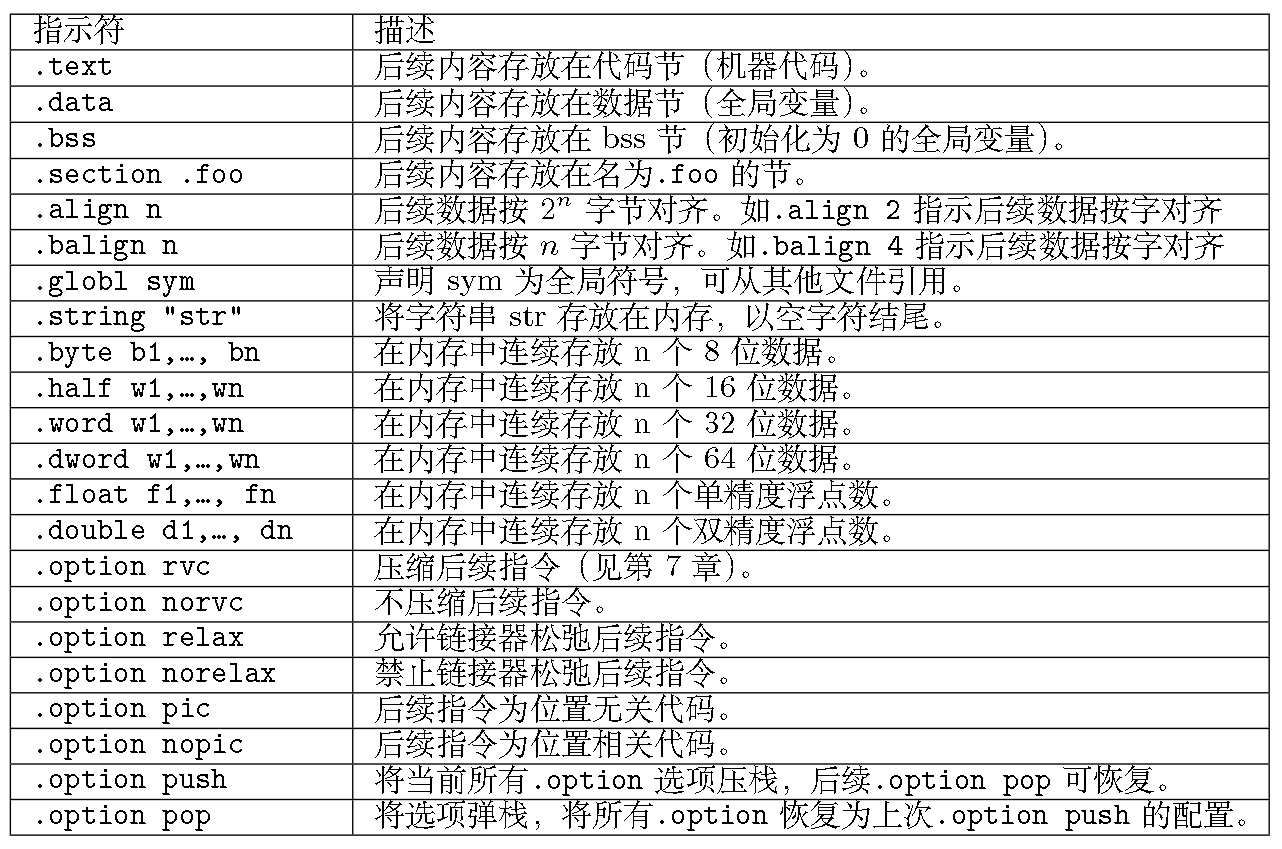 指示符 描述
.text 后续内容存放在代码节（机器代码）。
.data 后续内容存放在数据节（全局变量）。
.bss 后续内容存放在 bss 节（初始化为 0 的全局变量）。
.section .foo 后续内容存放在名为.foo 的节。
.align n 后续数据按 2ⁿ 字节对齐。如.align 2 指示后续数据按字对齐
.balign n 后续数据按 n 字节对齐。如.balign 4 指示后续数据按字对齐
.globl sym 声明 sym 为全局符号，可从其他文件引用。
.string "str" 将字符串 str 存放在内存，以空字符结尾。
.byte b1,…, bn 在内存中连续存放 n 个 8 位数据。
.half w1,…,wn 在内存中连续存放 n 个 16 位数据。
.word w1,…,wn 在内存中连续存放 n 个 32 位数据。
.dword w1,…,wn 在内存中连续存放 n 个 64 位数据。
.float f1,…, fn 在内存中连续存放 n 个单精度浮点数。
.double d1,…, dn 在内存中连续存放 n 个双精度浮点数。
.option rvc 压缩后续指令（见第 7 章）。
.option norvc 不压缩后续指令。
.option relax 允许链接器松弛后续指令。
.option norelax 禁止链接器松弛后续指令。
.option pic 后续指令为位置无关代码。
.option nopic 后续指令为位置相关代码。
.option push 将当前所有.option 选项压栈，后续.option pop 可恢复。
.option pop 将选项弹栈，将所有.option 恢复为上次.option push 的配置。